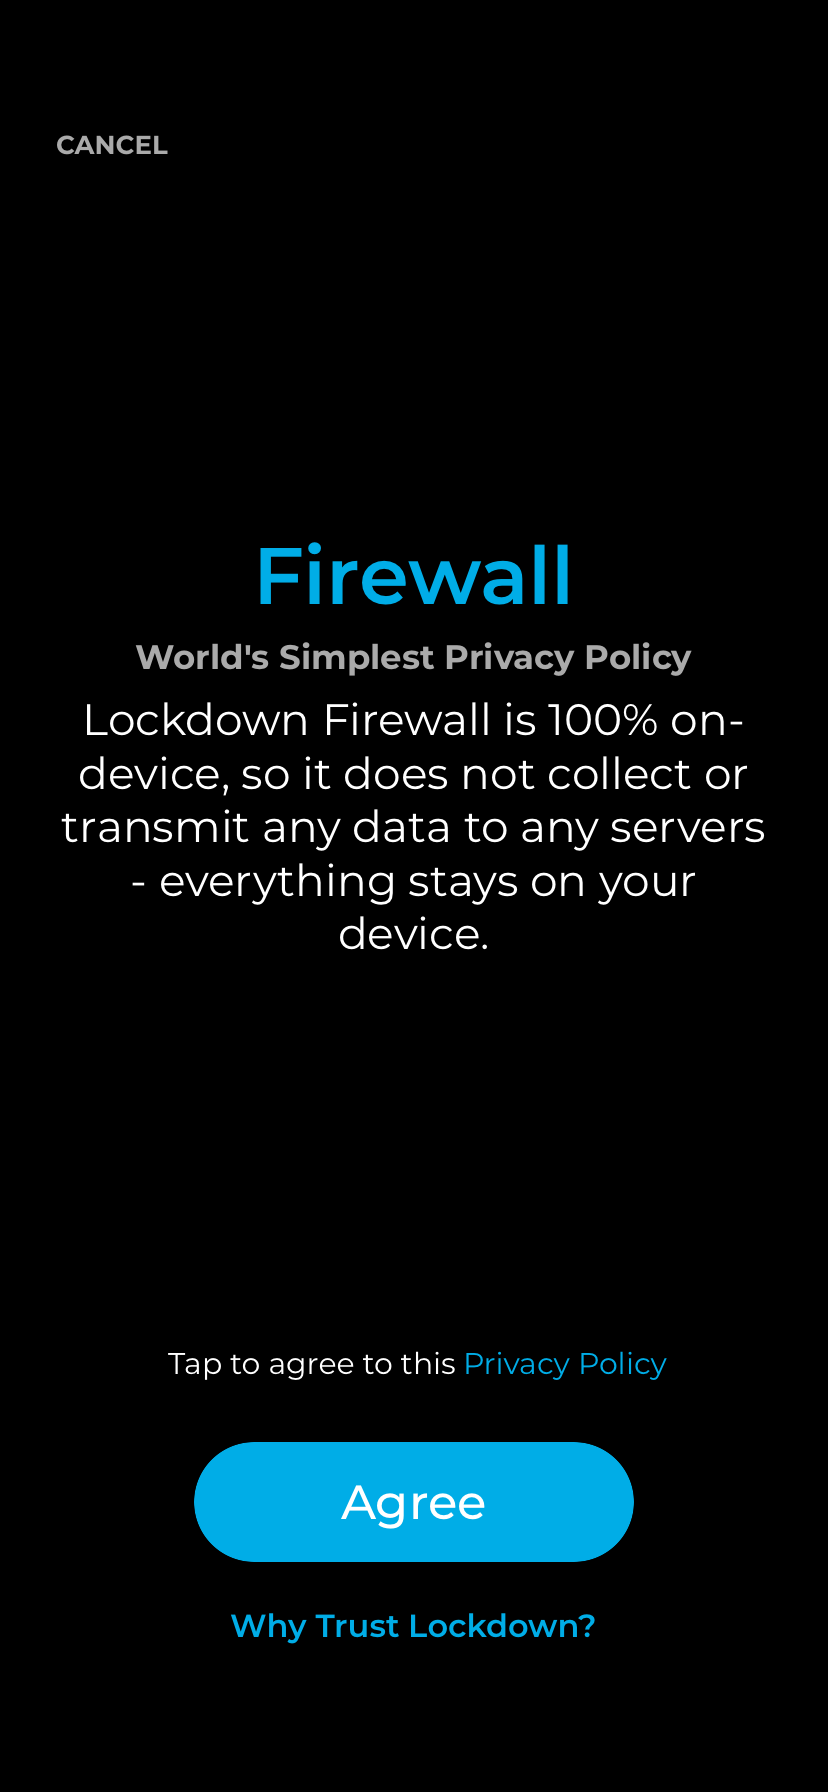 CANCEL
Firewall
World's Simplest Privacy Policy
Lockdown Firewall is 100% on-
device, so it does not collect or
transmit any data to any servers
- everything stays on your
device.
Tap to agree to this Privacy Policy
Agree
Why Trust Lockdown?